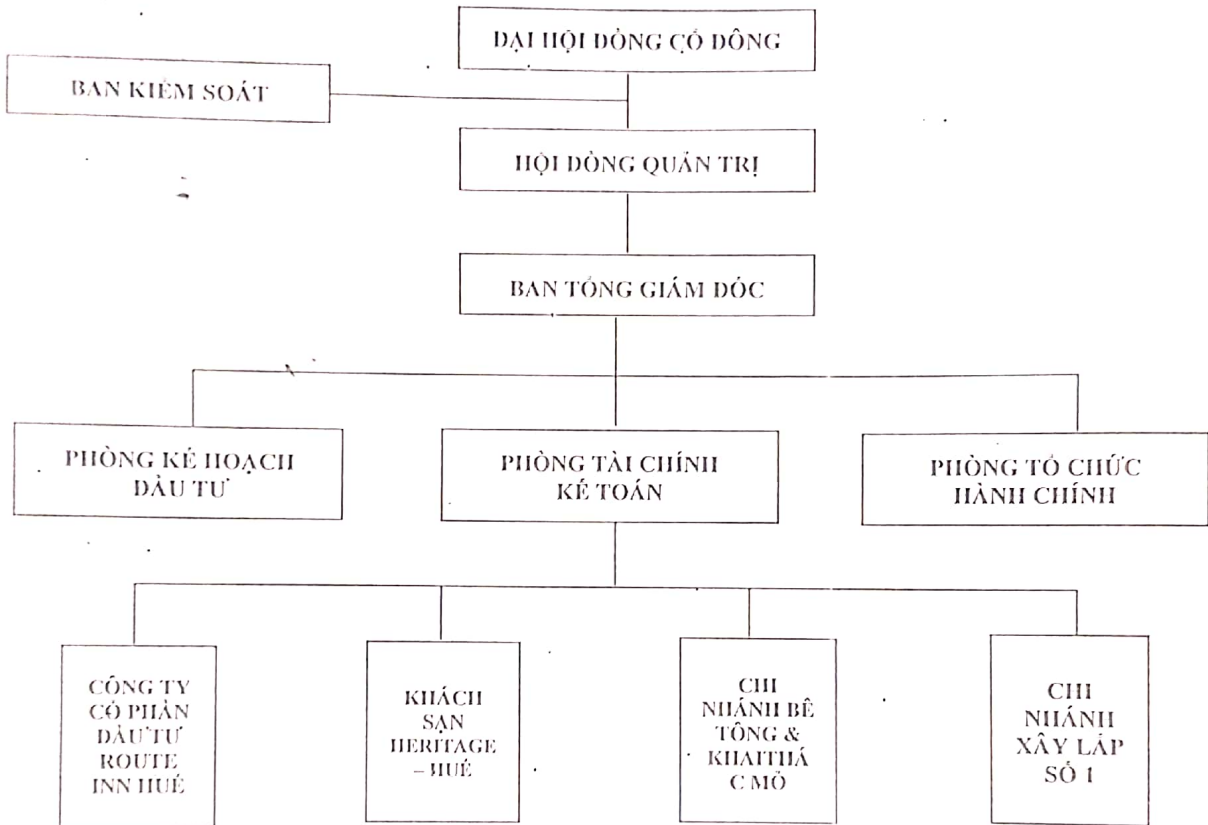 ĐẠI HỘI ĐỒNG CỔ ĐÔNG
BAN KIỂM SOÁT
HỘI ĐỒNG QUẢN TRỊ
BAN TỔNG GIÁM ĐỐC
PHÒNG KẾ HOẠCH
ĐẦU TƯ
PHÒNG TÀI CHÍNH
KẾ TOÁN
PHÒNG TỔ CHỨC
HÀNH CHÍNH
CÔNG TY
CỔ PHẦN
ĐẦU TƯ
ROUTE
INN HUẾ
KHÁCH
SẠN
HERITAGE
– HUẾ
CHI
NHÁNH BÊ
TÔNG &
KHAITHÁ
C MỎ
CHI
NHÁNH
XÂY LẮP
SỐ 1